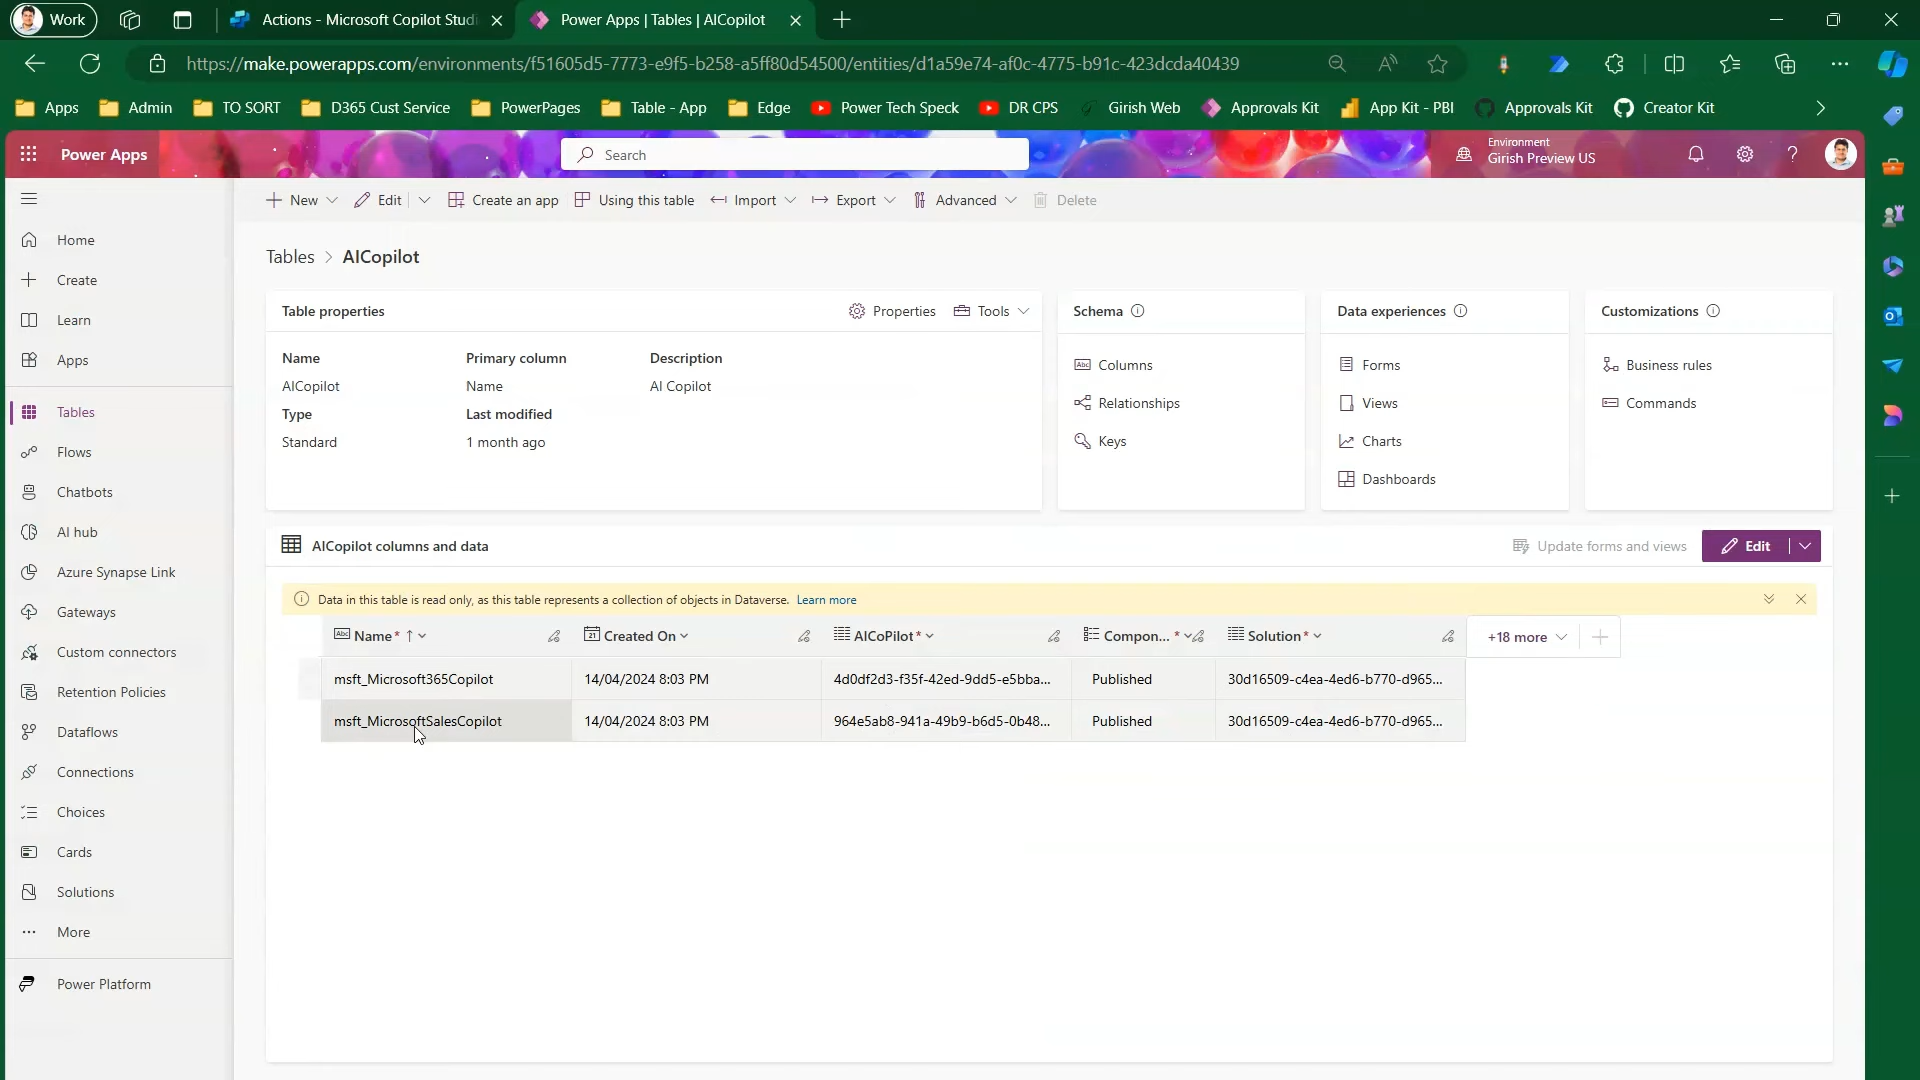 Work
Actions - Microsoft Copilot Studi
Power Apps | Tables | AICopilot
https://make.powerapps.com/environments/f51605d5-7773-e9f5-b258-a5ff80d54500/entities/d1a59e74-af0c-4775-b91c-423dcda40439
Apps Admin TO SORT D365 Cust Service PowerPages Table - App Edge Power Tech Speck DR CPS Girish Web Approvals Kit App Kit - PBI Approvals Kit Creator Kit
Power Apps
Search
Environment
Girish Preview US
New Edit Create an app Using this table Import Export Advanced Delete
Home
Create
Learn
Apps
Tables
Flows
Chatbots
AI hub
Azure Synapse Link
Gateways
Custom connectors
Retention Policies
Dataflows
Connections
Choices
Cards
Solutions
More
Power Platform
Tables > AICopilot
Table properties
Properties Tools
Name Primary column Description
AICopilot Name AI Copilot
Type Last modified
Standard 1 month ago
Schema
Columns
Relationships
Keys
Data experiences
Forms
Views
Charts
Dashboards
Customizations
Business rules
Commands
AICopilot columns and data
Update forms and views
Edit
Data in this table is read only, as this table represents a collection of objects in Dataverse. Learn more
Name * Created On AICoPilot * Compon... * Solution * +18 more
msft_Microsoft365Copilot 14/04/2024 8:03 PM 4d0df2d3-f35f-42ed-9dd5-e5bba... Published 30d16509-c4ea-4ed6-b770-d965...
msft_MicrosoftSalesCopilot 14/04/2024 8:03 PM 964e5ab8-941a-49b9-b6d5-0b48... Published 30d16509-c4ea-4ed6-b770-d965...